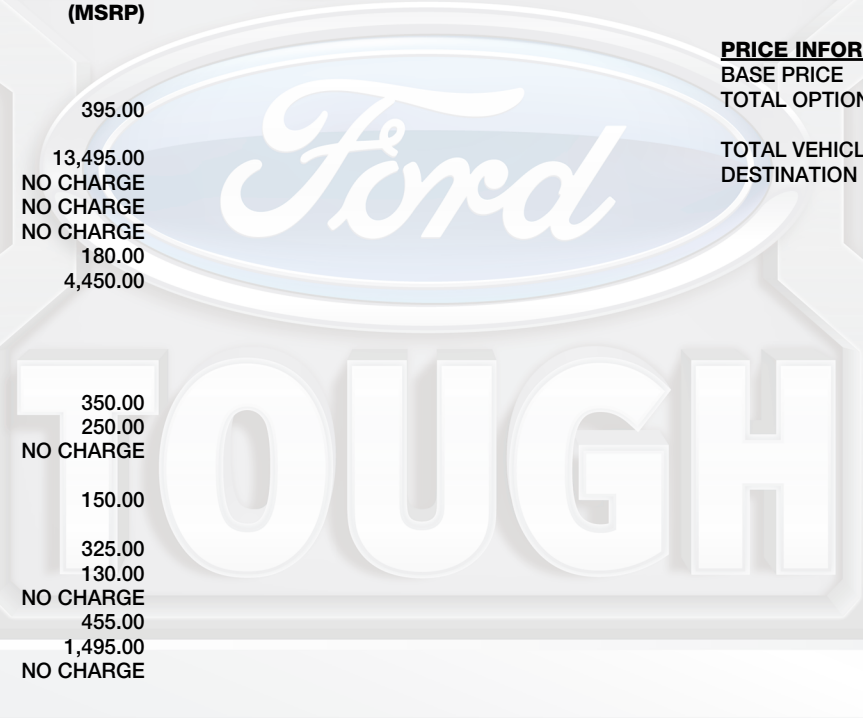 (MSRP)
395.00
13,495.00
NO CHARGE
NO CHARGE
NO CHARGE
180.00
4,450.00
350.00
250.00
NO CHARGE
150.00
325.00
130.00
NO CHARGE
455.00
1,495.00
NO CHARGE
PRICE INFOR
BASE PRICE
TOTAL OPTION
TOTAL VEHICL
DESTINATION
Ford
TOUGH